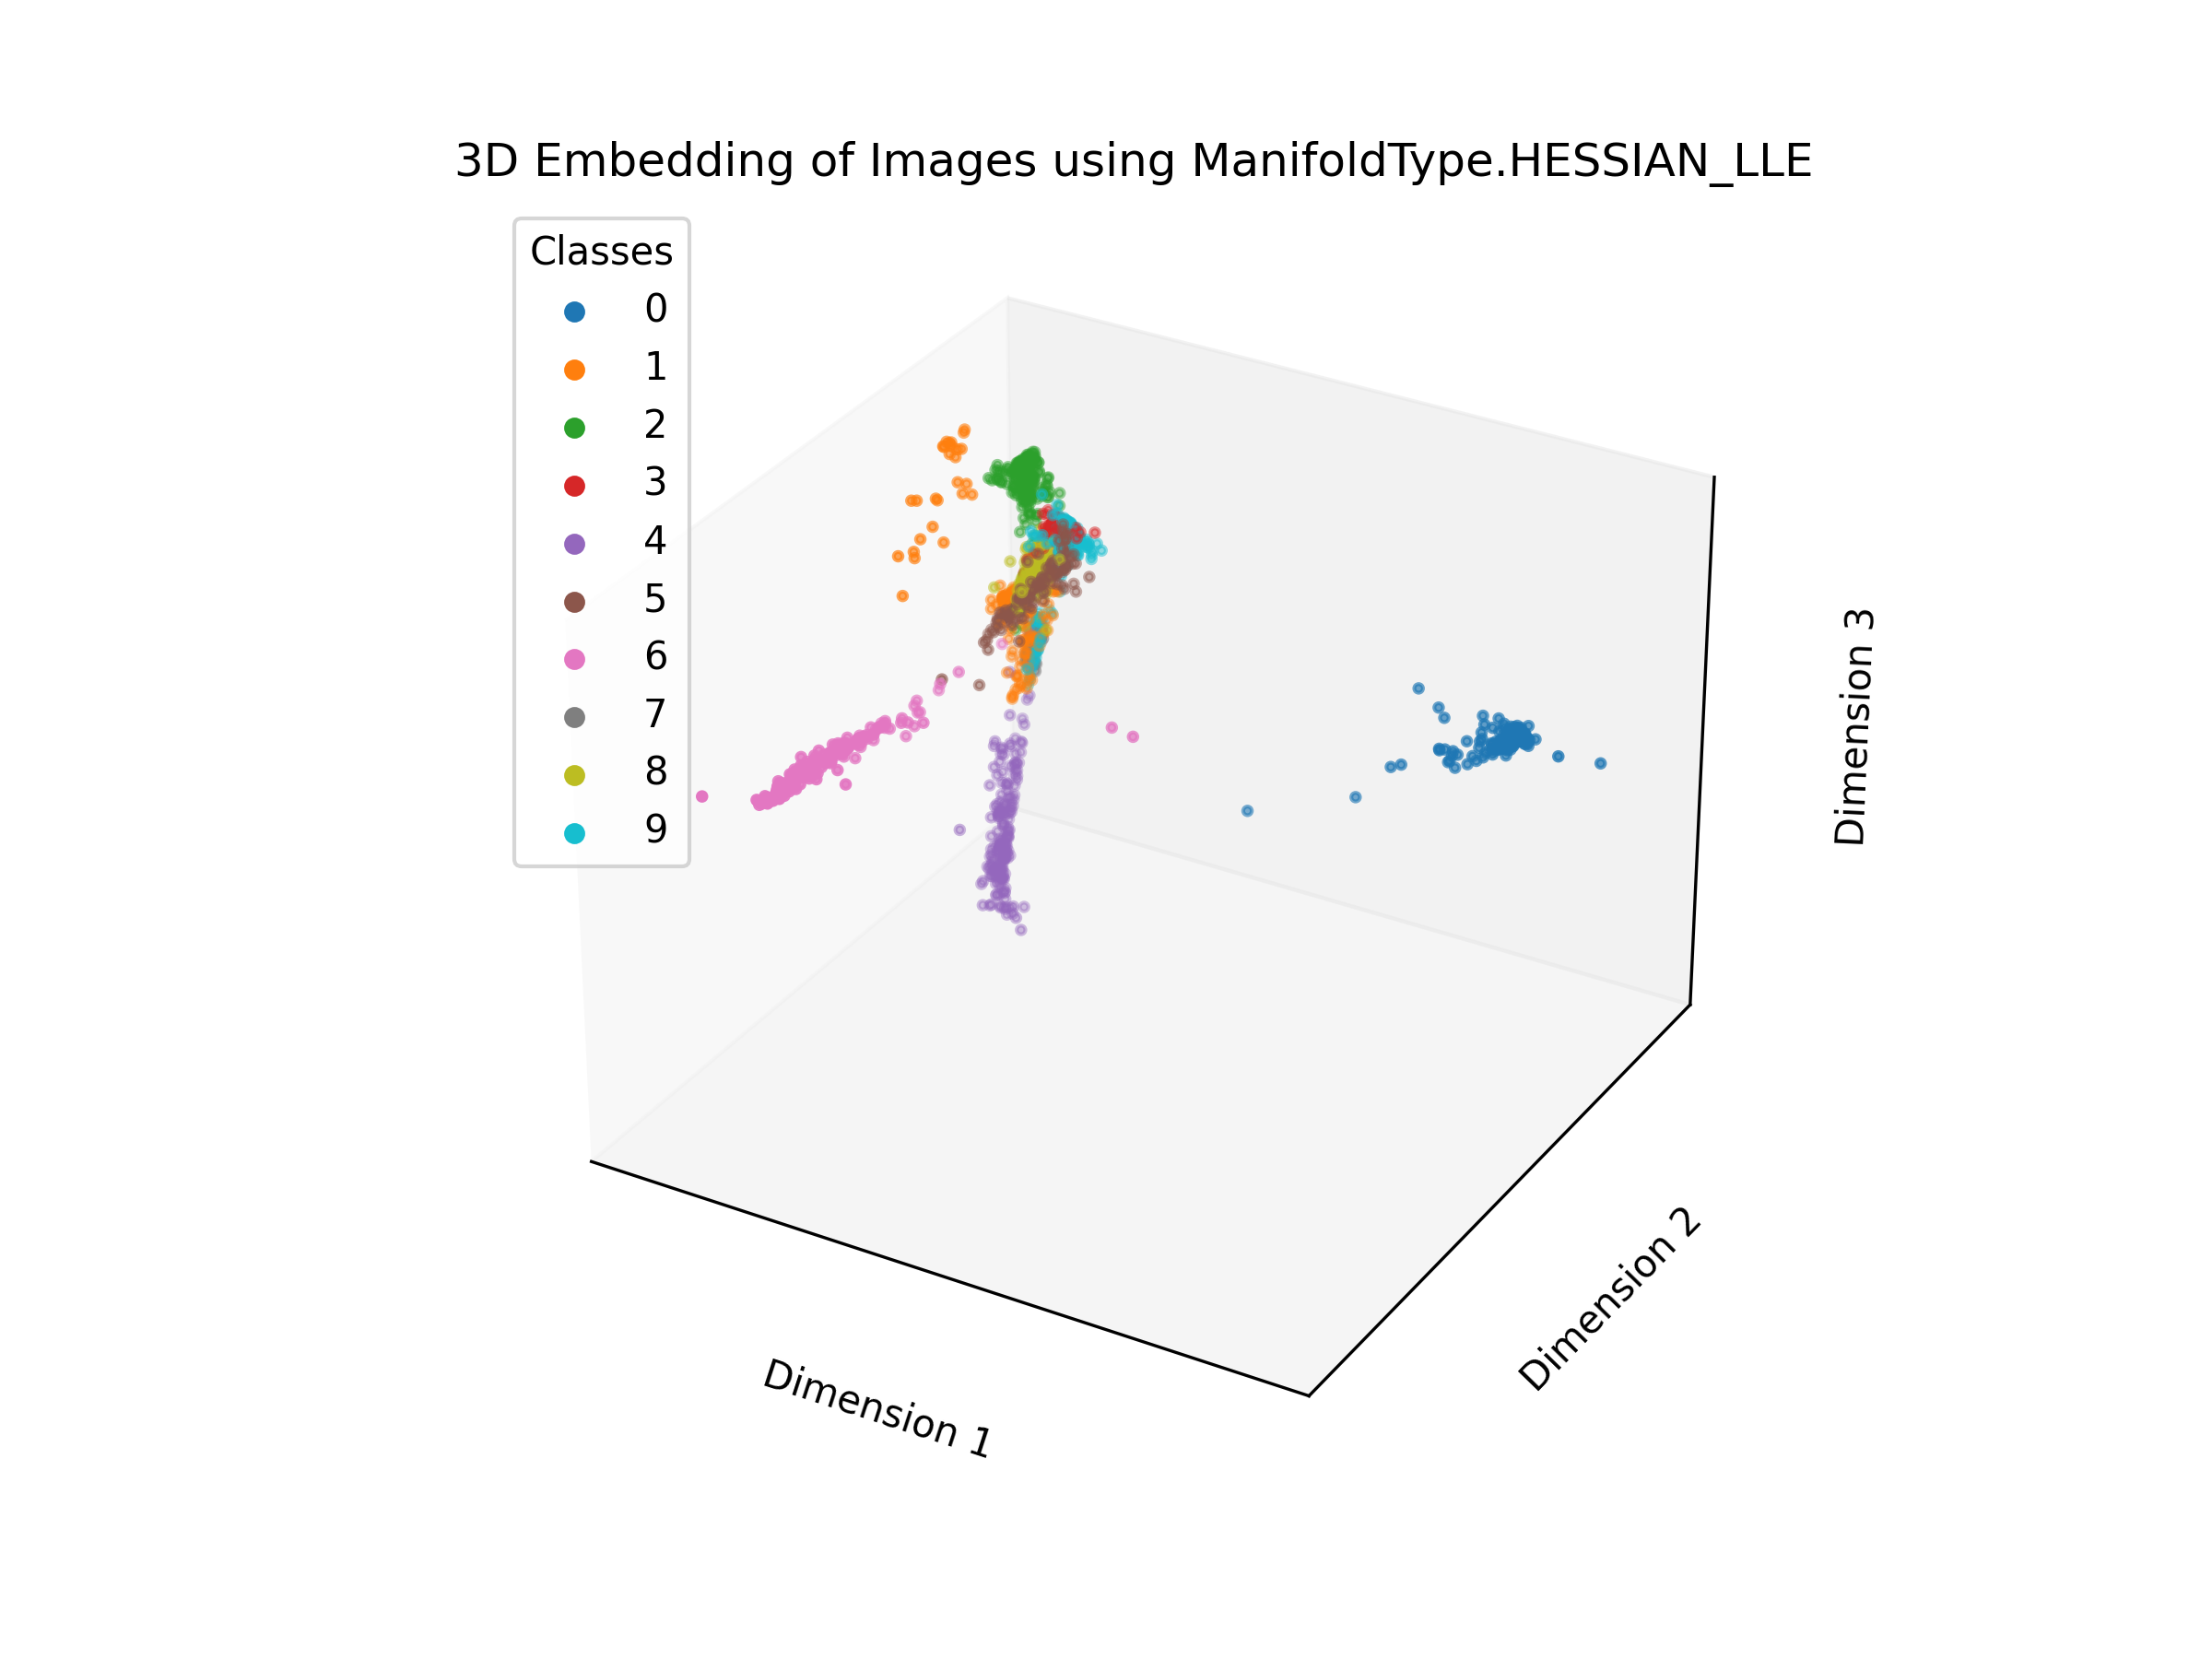 3D Embedding of Images using ManifoldType.HESSIAN_LLE
Classes
0
1
2
3
4
5
6
7
8
9
Dimension 3
Dimension 2
Dimension 1